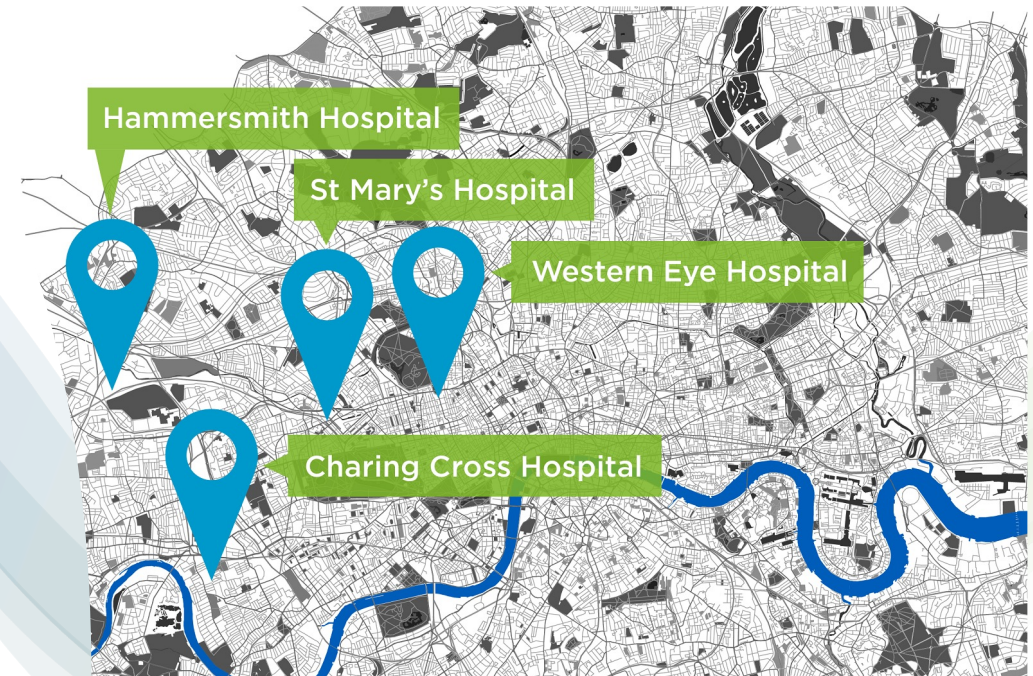 Hammersmith Hospital
St Mary's Hospital
Western Eye Hospital
Charing Cross Hospital